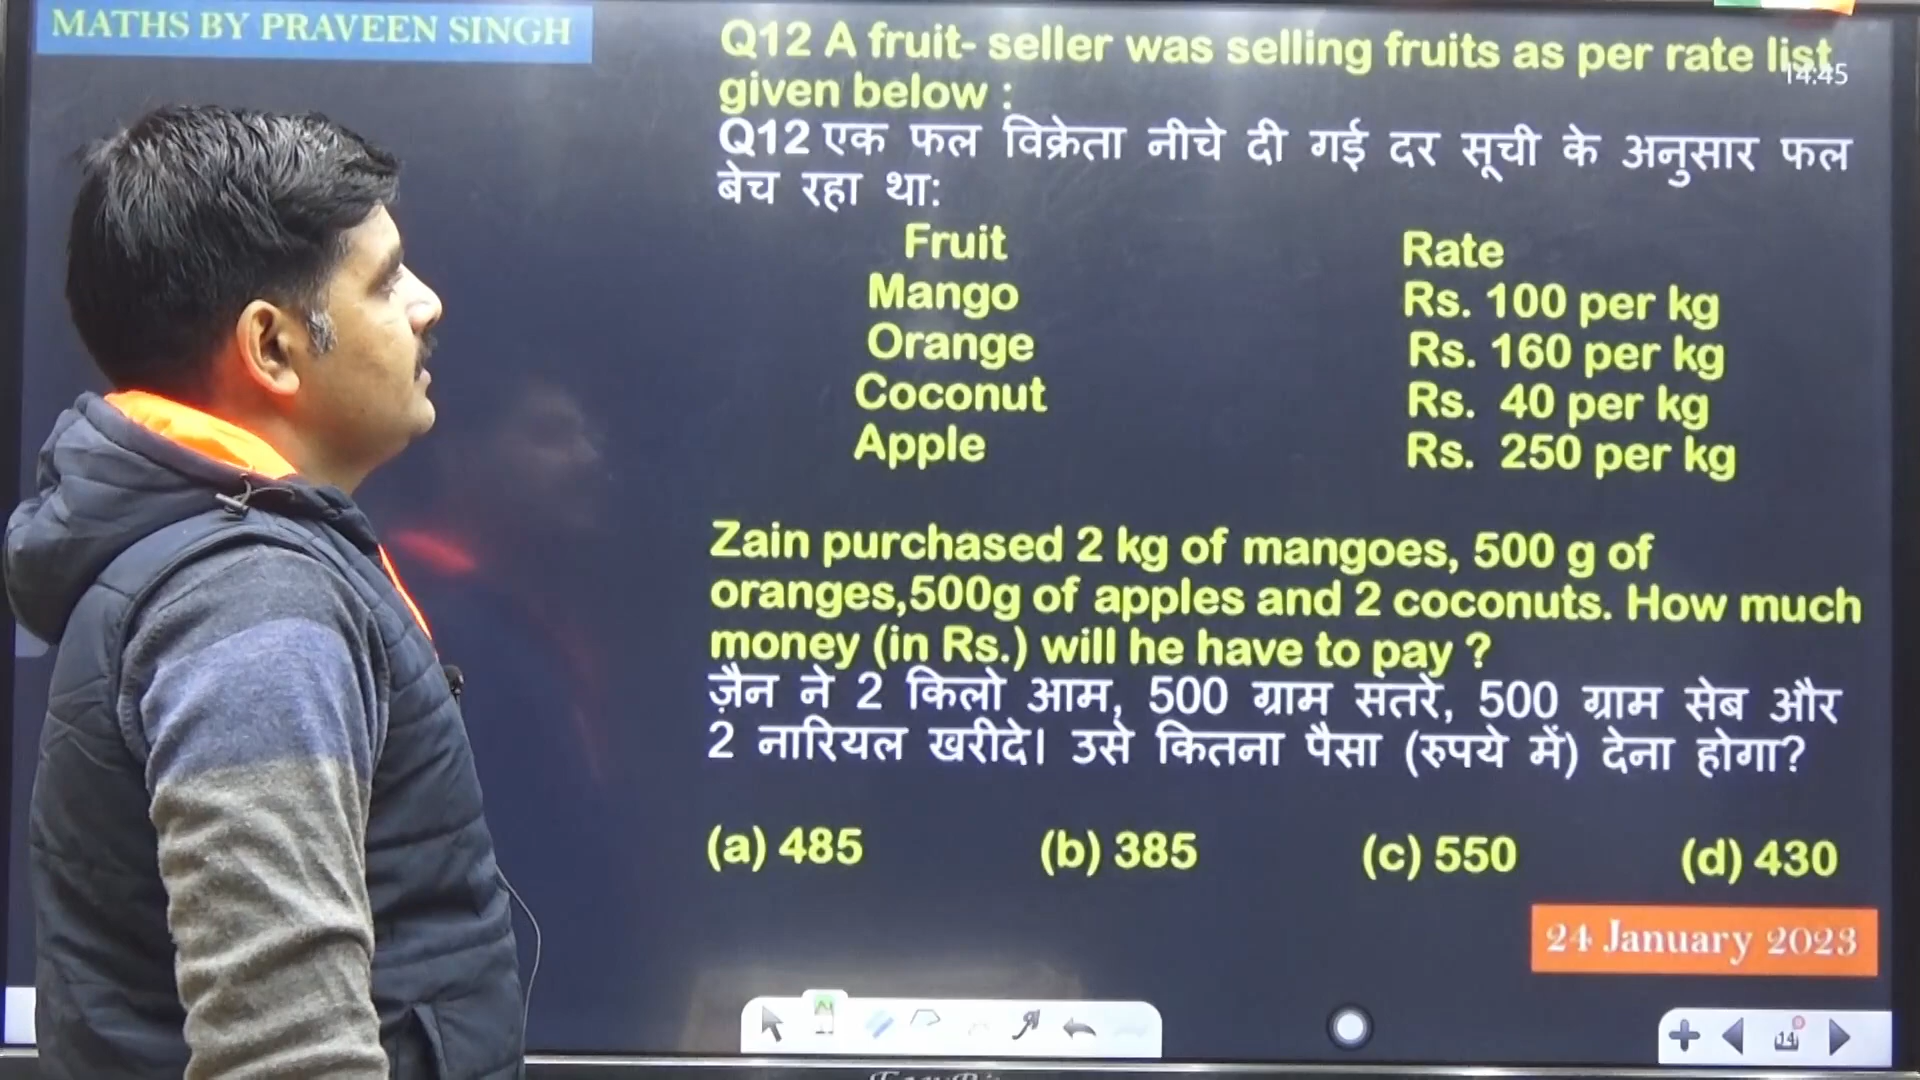 MATHS BY PRAVEEN SINGH
Q12 A fruit- seller was selling fruits as per rate list
14:45
given below :
Q12 एक फल विक्रेता नीचे दी गई दर सूची के अनुसार फल
बेच रहा था:
Fruit Rate
Mango Rs. 100 per kg
Orange Rs. 160 per kg
Coconut Rs. 40 per kg
Apple Rs. 250 per kg
Zain purchased 2 kg of mangoes, 500 g of
oranges,500g of apples and 2 coconuts. How much
money (in Rs.) will he have to pay ?
ज़ैन ने 2 किलो आम, 500 ग्राम संतरे, 500 ग्राम सेब और
2 नारियल खरीदे। उसे कितना पैसा (रुपये में) देना होगा?
(a) 485 (b) 385 (c) 550 (d) 430
24 January 2023
14